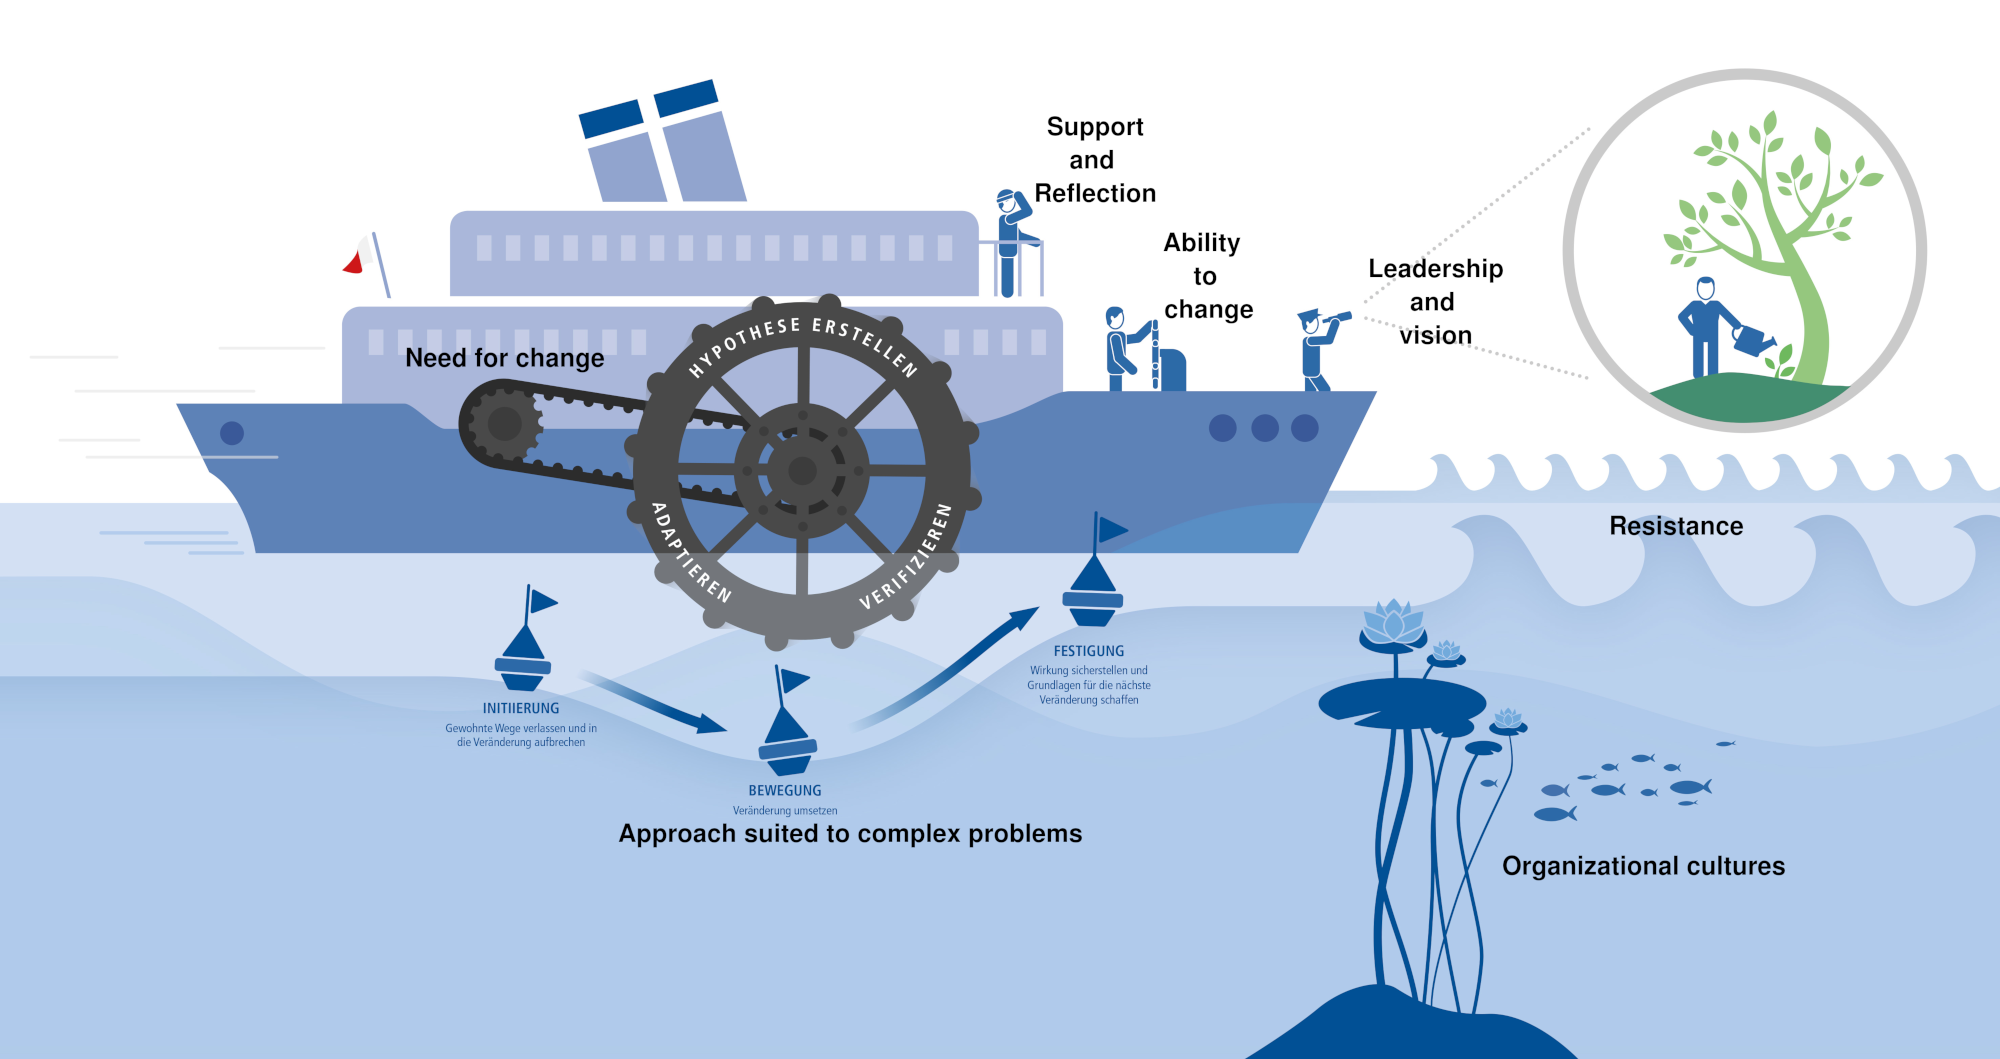 Support
and
Reflection
Ability
to
change
Leadership
and
vision
Need for change
HYPOTHESE ERSTELLEN
VERIFIZIEREN
ADAPTIEREN
Resistance
INITIIERUNG
Gewohnte Wege verlassen und in
die Veränderung aufbrechen
BEWEGUNG
Veränderung umsetzen
FESTIGUNG
Wirkung sicherstellen und
Grundlagen für die nächste
Veränderung schaffen
Approach suited to complex problems
Organizational cultures